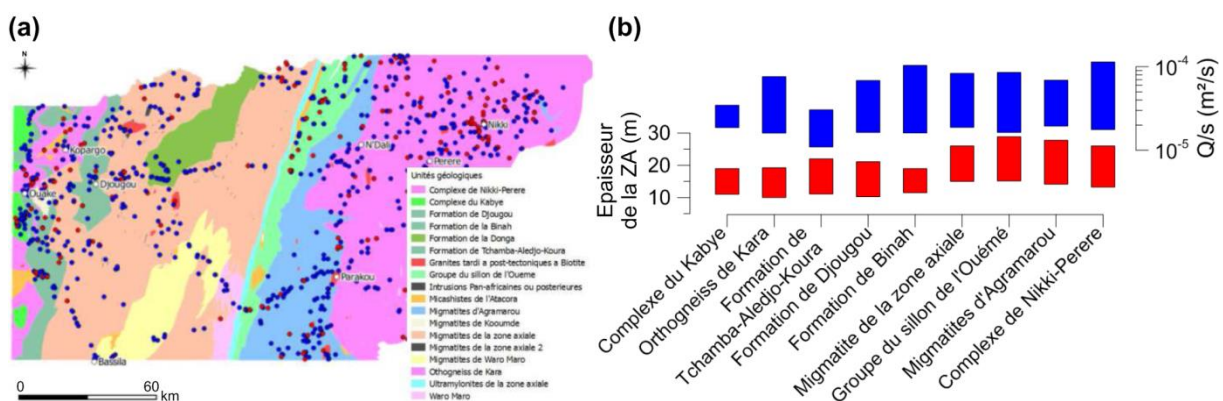 (a)
N
Nikki
N'Dali
Kopargo
Perere
Djougou
Ouake
Parakou
Bassila
0 60
km
Unités géologiques
Complexe de Nikki-Perere
Complexe du Kabye
Formation de Djougou
Formation de la Binah
Formation de la Donga
Formation de Tchamba-Aledjo-Koura
Granites tardi a post-tectoniques a Biotite
Groupe du sillon de l'Oueme
Intrusions Pan-africaines ou posterieures
Micashistes de l'Atacora
Migmatites d'Agramarou
Migmatites de Kooumde
Migmatites de la zone axiale
Migmatites de la zone axiale 2
Migmatites de Waro Maro
Othogneiss de Kara
Ultramylonites de la zone axiale
Waro Maro
(b)
Epaisseur
de la ZA (m)
30
20
10
10⁻⁴
10⁻⁵
Q/s (m²/s)
Complexe du Kabye
Orthogneiss de Kara
Formation de
Tchamba-Aledjo-Koura
Formation de Djougou
Formation de Binah
Migmatite de la zone axiale
Groupe du sillon de l'Ouemé
Migmatites d'Agramarou
Complexe de Nikki-Perere